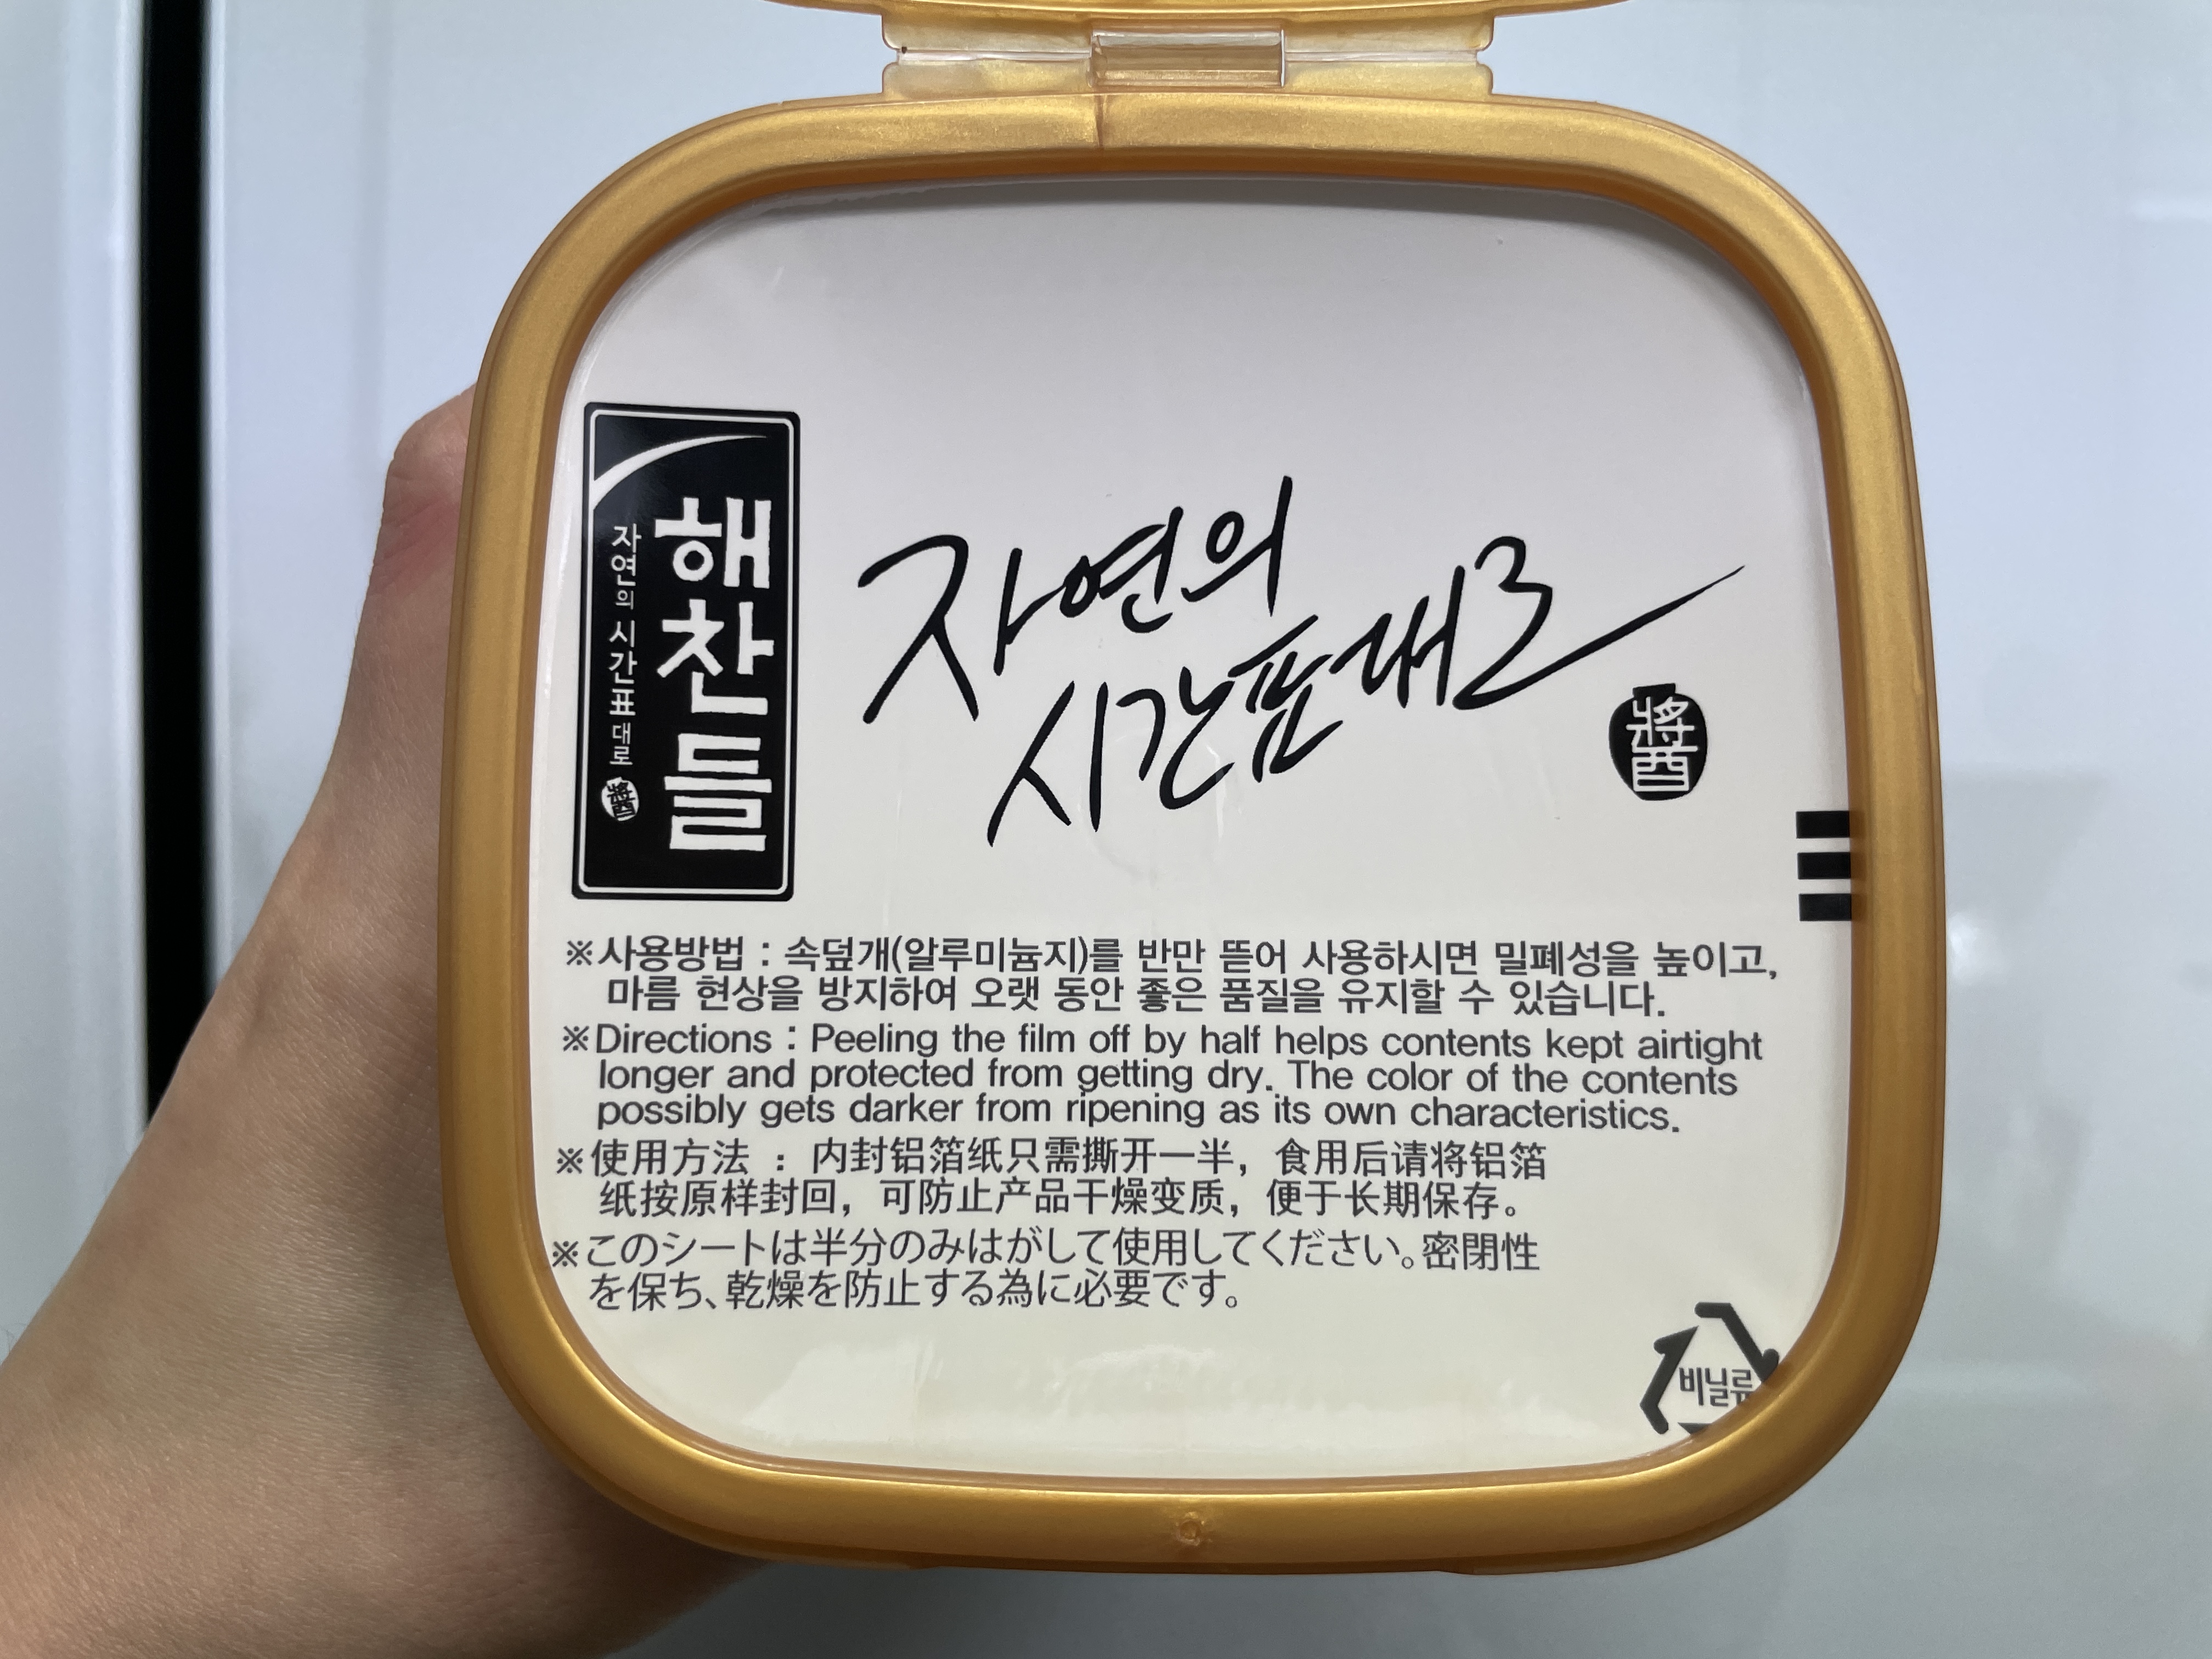 해찬들
자연의 시간표대로
醬
자연의
시간표대로
醬
※사용방법 : 속덮개(알루미늄지)를 반만 뜯어 사용하시면 밀폐성을 높이고,
마름 현상을 방지하여 오랫 동안 좋은 품질을 유지할 수 있습니다.
※Directions : Peeling the film off by half helps contents kept airtight
longer and protected from getting dry. The color of the contents
possibly gets darker from ripening as its own characteristics.
※使用方法 : 内封铝箔纸只需撕开一半，食用后请将铝箔
纸按原样封回，可防止产品干燥变质，便于长期保存。
※このシートは半分のみはがして使用してください。密閉性
を保ち、乾燥を防止する為に必要です。
비닐류